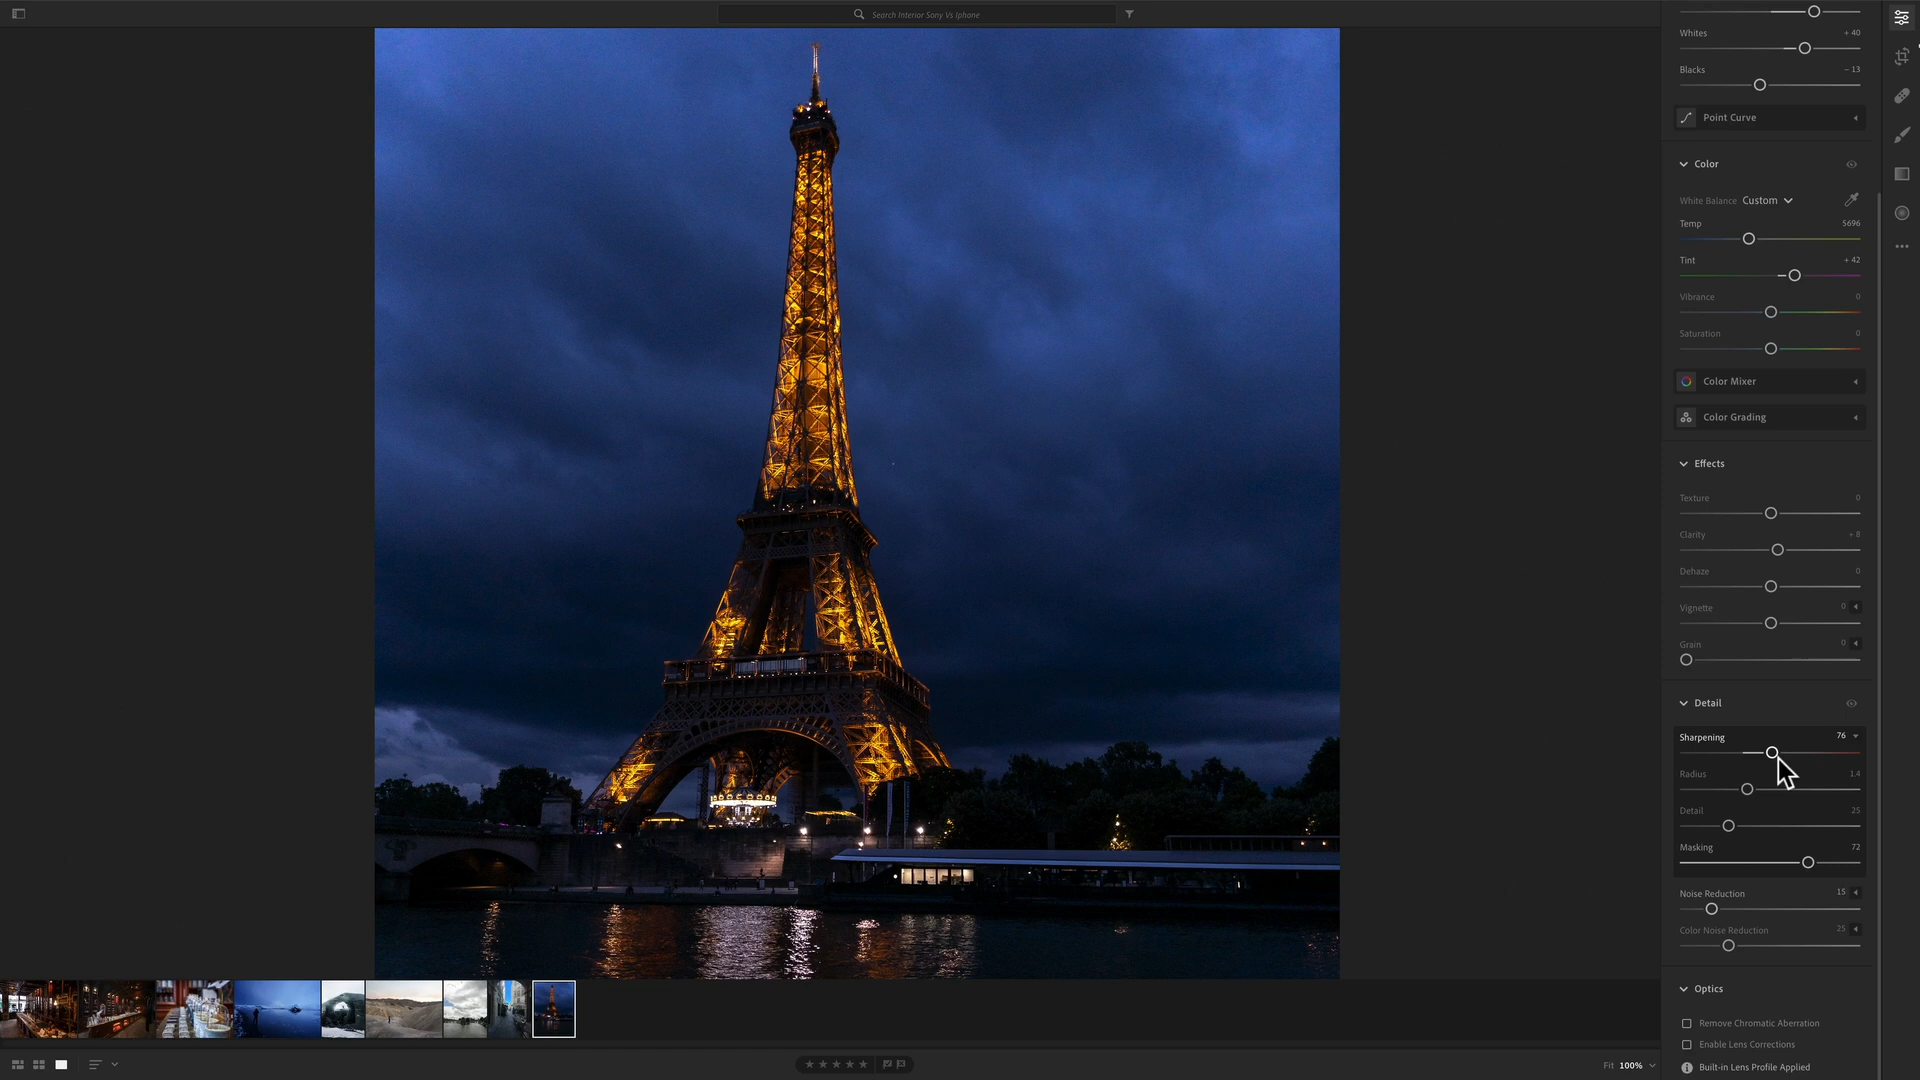 Search Interior Sony Vs Iphone
Whites + 40
Blacks − 13
Point Curve
Color
White Balance Custom
Temp 5696
Tint + 42
Vibrance 0
Saturation 0
Color Mixer
Color Grading
Effects
Texture 0
Clarity + 8
Dehaze 0
Vignette 0
Grain 0
Detail
Sharpening 76
Radius 1.4
Detail 25
Masking 72
Noise Reduction 15
Color Noise Reduction 25
Optics
Remove Chromatic Aberration
Enable Lens Corrections
Built-in Lens Profile Applied
Fit 100%